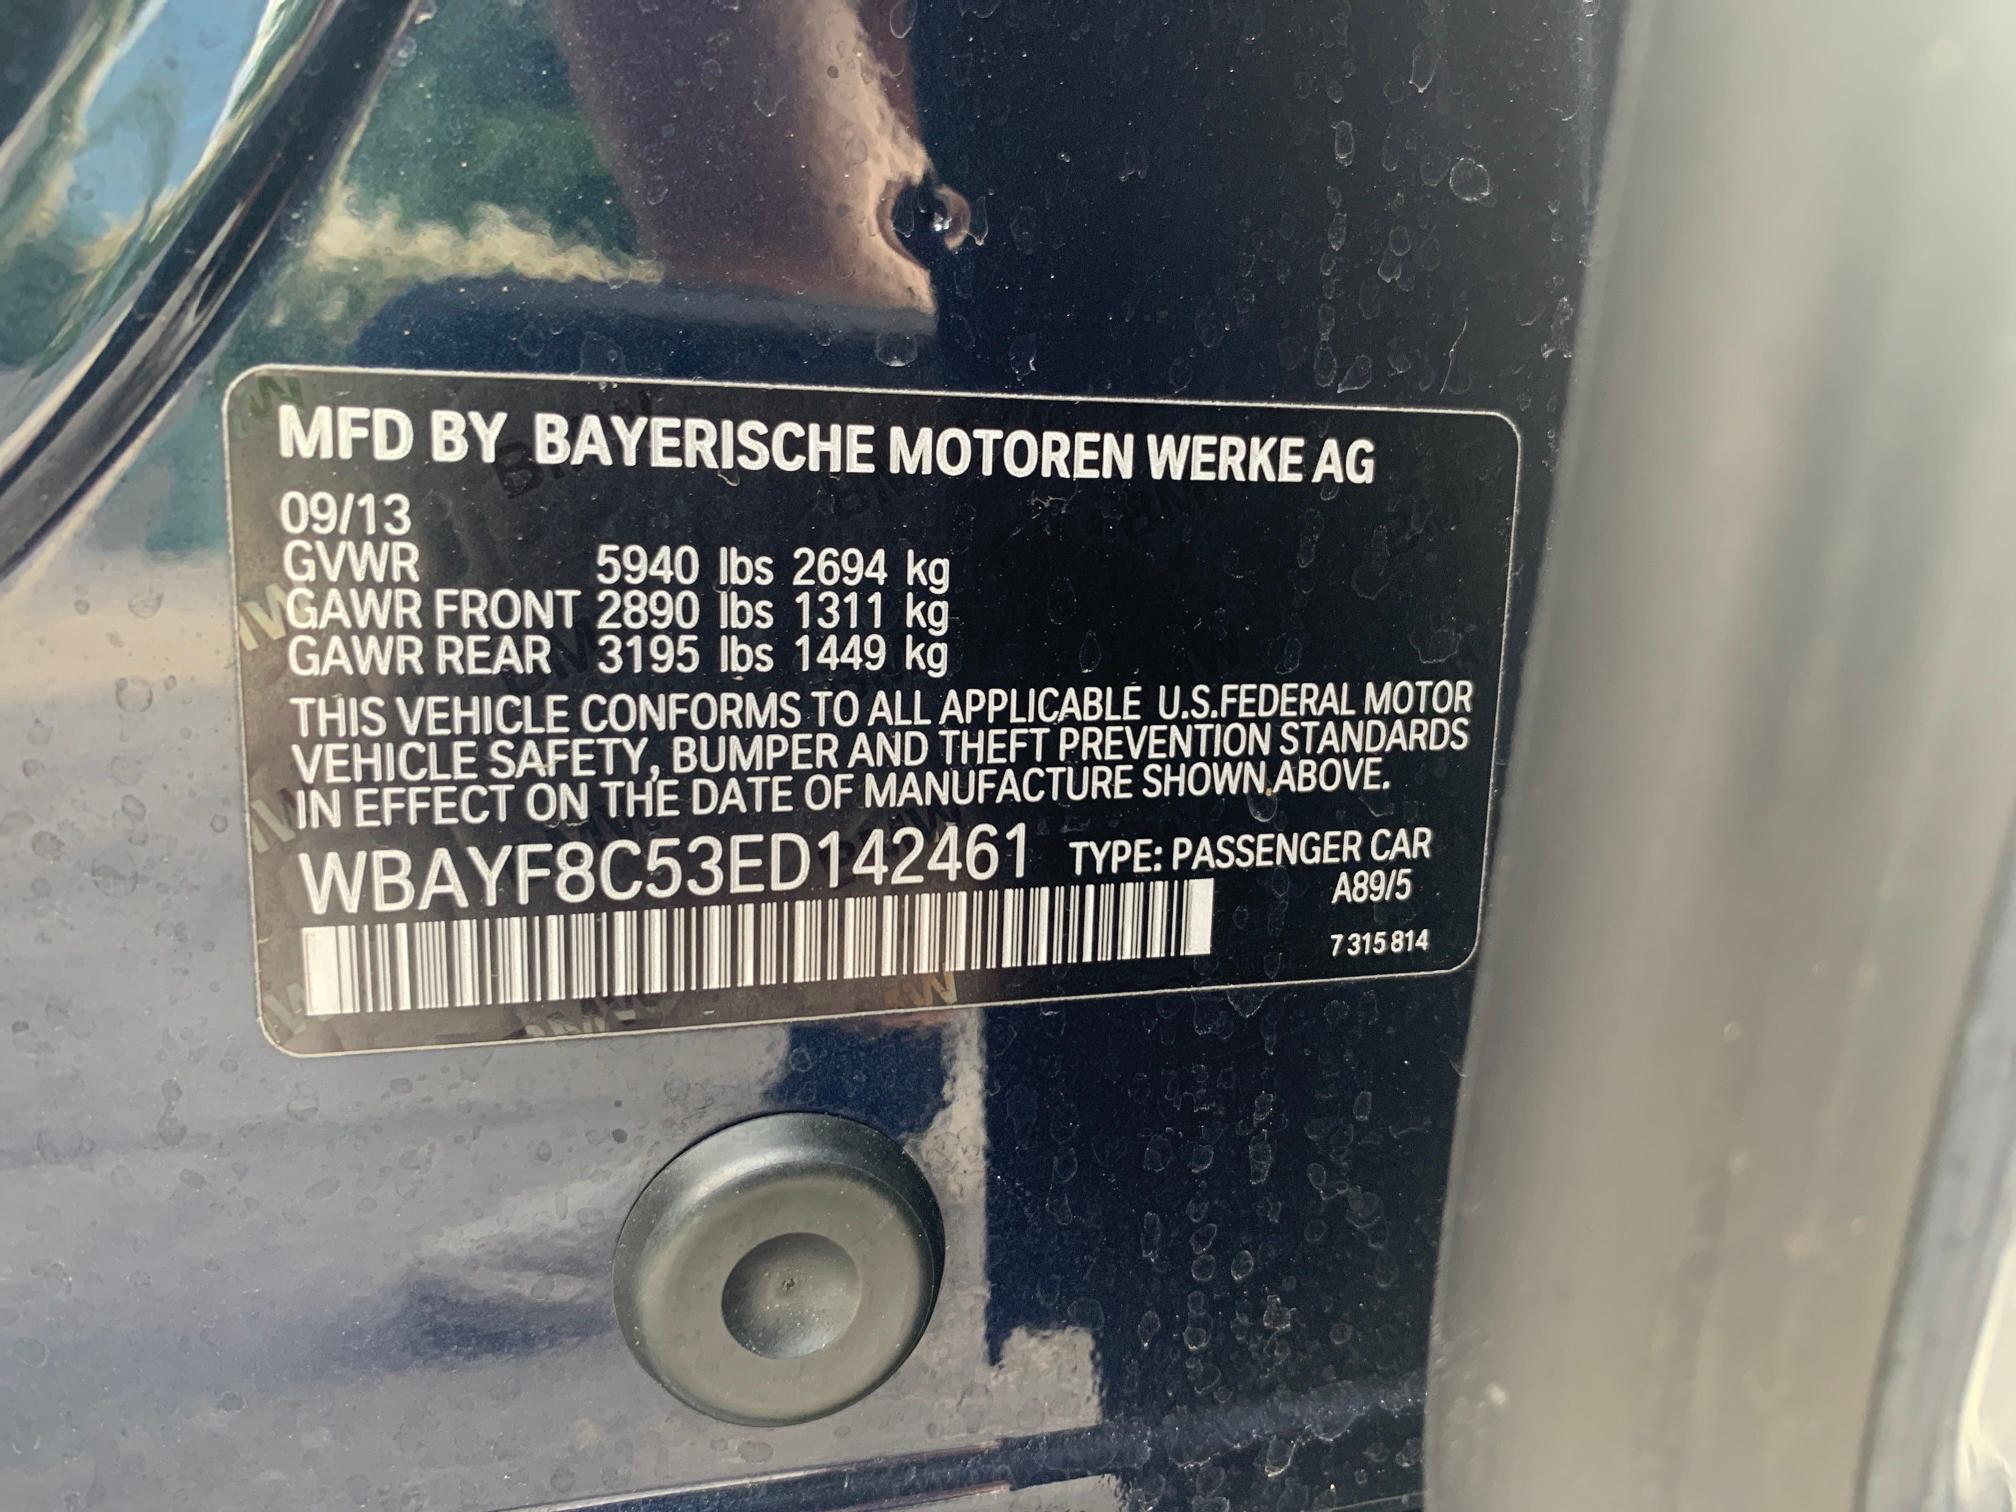 MFD BY BAYERISCHE MOTOREN WERKE AG
09/13
GVWR 5940 lbs 2694 kg
GAWR FRONT 2890 lbs 1311 kg
GAWR REAR 3195 lbs 1449 kg
THIS VEHICLE CONFORMS TO ALL APPLICABLE U.S.FEDERAL MOTOR
VEHICLE SAFETY, BUMPER AND THEFT PREVENTION STANDARDS
IN EFFECT ON THE DATE OF MANUFACTURE SHOWN ABOVE.
WBAYF8C53ED142461 TYPE: PASSENGER CAR
A89/5
7 315 814